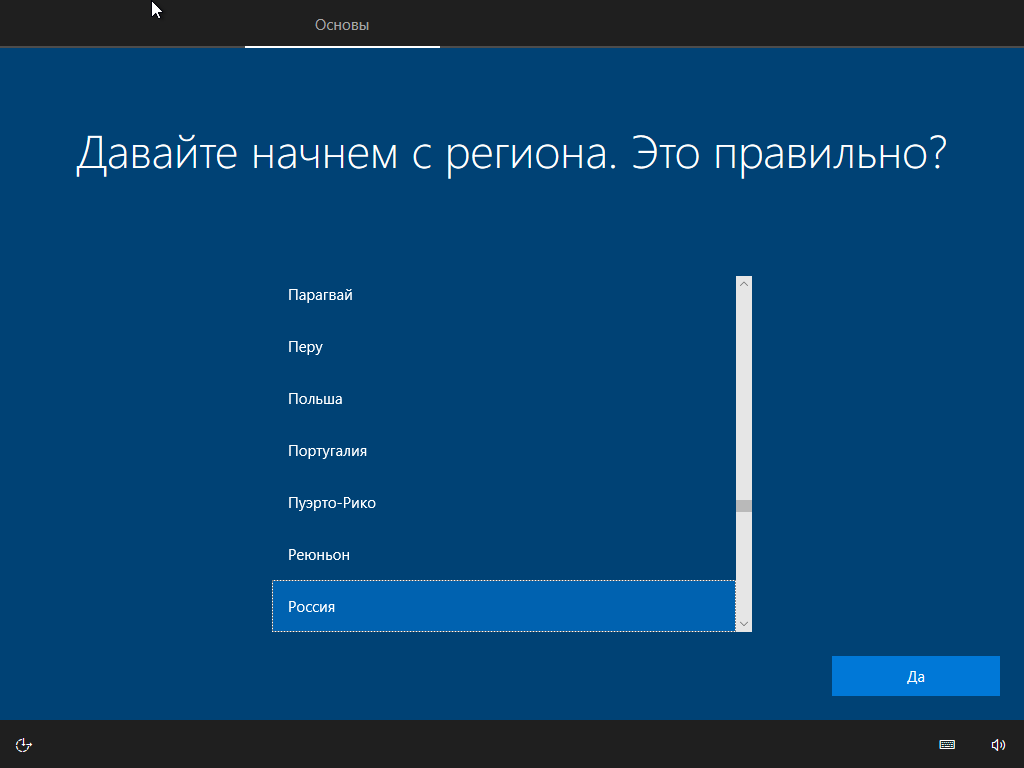 Основы
Давайте начнем с региона. Это правильно?
Парагвай
Перу
Польша
Португалия
Пуэрто-Рико
Реюньон
Россия
Да